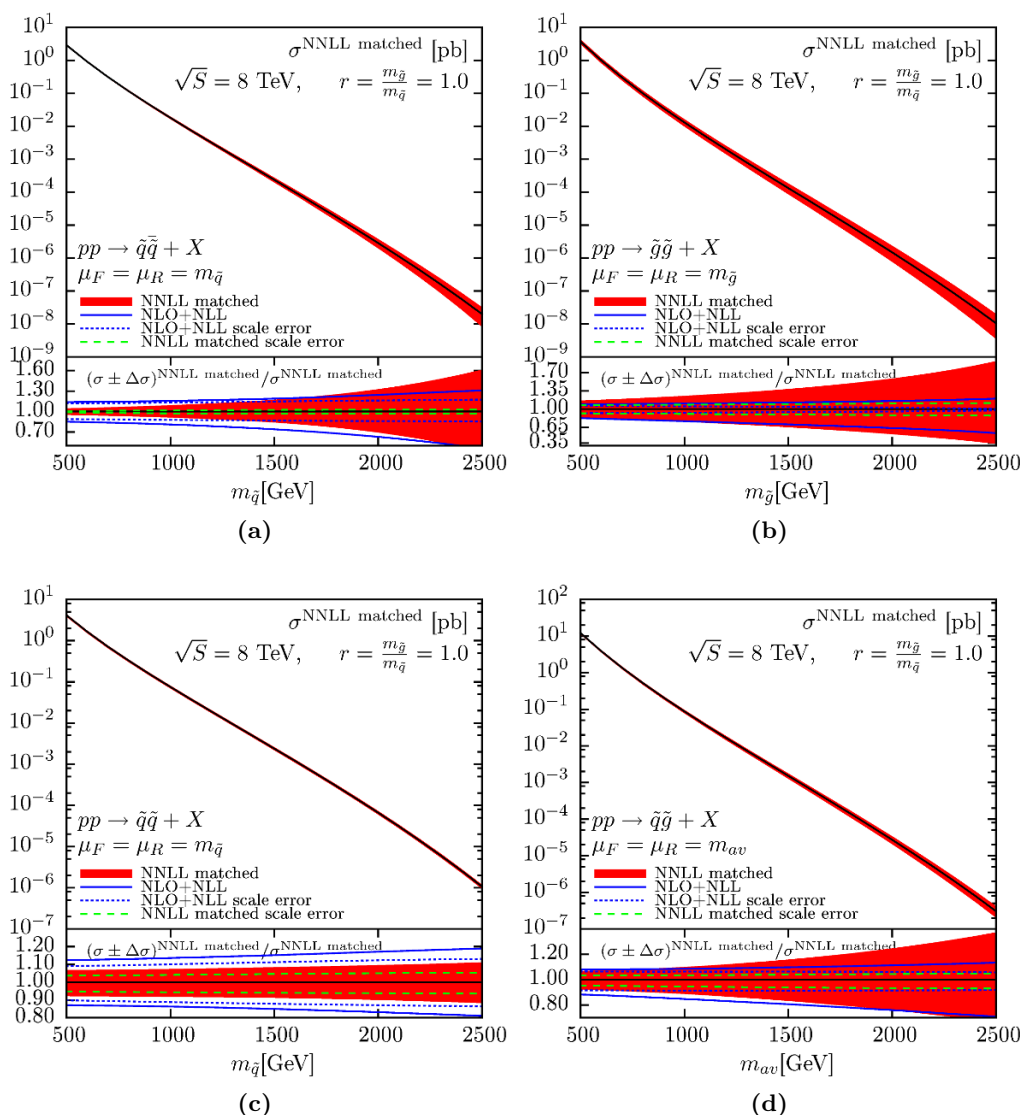 10^1
10^0
10^-1
10^-2
10^-3
10^-4
10^-5
10^-6
10^-7
10^-8
10^-9
σ^NNLL matched [pb]
√S = 8 TeV, r = m_g̃/m_q̃ = 1.0
pp → q̃q̃̄ + X
μ_F = μ_R = m_q̃
NNLL matched
NLO+NLL
NLO+NLL scale error
NNLL matched scale error
1.60
1.30
1.00
0.70
(σ ± Δσ)^NNLL matched/σ^NNLL matched
500 1000 1500 2000 2500
m_q̃[GeV]
(a)
10^1
10^0
10^-1
10^-2
10^-3
10^-4
10^-5
10^-6
10^-7
10^-8
10^-9
σ^NNLL matched [pb]
√S = 8 TeV, r = m_g̃/m_q̃ = 1.0
pp → g̃g̃ + X
μ_F = μ_R = m_g̃
NNLL matched
NLO+NLL
NLO+NLL scale error
NNLL matched scale error
1.70
1.35
1.00
0.65
0.35
(σ ± Δσ)^NNLL matched/σ^NNLL matched
500 1000 1500 2000 2500
m_g̃[GeV]
(b)
10^1
10^0
10^-1
10^-2
10^-3
10^-4
10^-5
10^-6
10^-7
σ^NNLL matched [pb]
√S = 8 TeV, r = m_g̃/m_q̃ = 1.0
pp → q̃q̃ + X
μ_F = μ_R = m_q̃
NNLL matched
NLO+NLL
NLO+NLL scale error
NNLL matched scale error
1.20
1.10
1.00
0.90
0.80
(σ ± Δσ)^NNLL matched/σ^NNLL matched
500 1000 1500 2000 2500
m_q̃[GeV]
(c)
10^2
10^1
10^0
10^-1
10^-2
10^-3
10^-4
10^-5
10^-6
10^-7
σ^NNLL matched [pb]
√S = 8 TeV, r = m_g̃/m_q̃ = 1.0
pp → q̃g̃ + X
μ_F = μ_R = m_av
NNLL matched
NLO+NLL
NLO+NLL scale error
NNLL matched scale error
1.20
1.00
0.80
(σ ± Δσ)^NNLL matched/σ^NNLL matched
500 1000 1500 2000 2500
m_av[GeV]
(d)